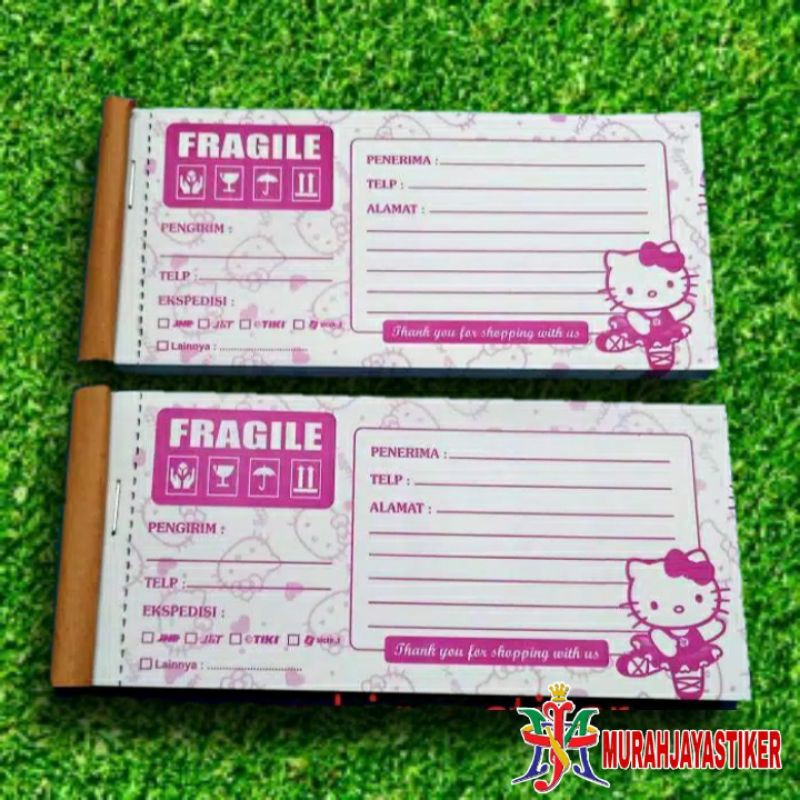 FRAGILE
PENGIRIM :
TELP :
EKSPEDISI :
J&T
TIKI
Lainnya :
PENERIMA :
TELP :
ALAMAT :
Thank you for shopping with us
FRAGILE
PENGIRIM :
TELP :
EKSPEDISI :
J&T
TIKI
Lainnya :
PENERIMA :
TELP :
ALAMAT :
Thank you for shopping with us
MURAHJAYASTIKER